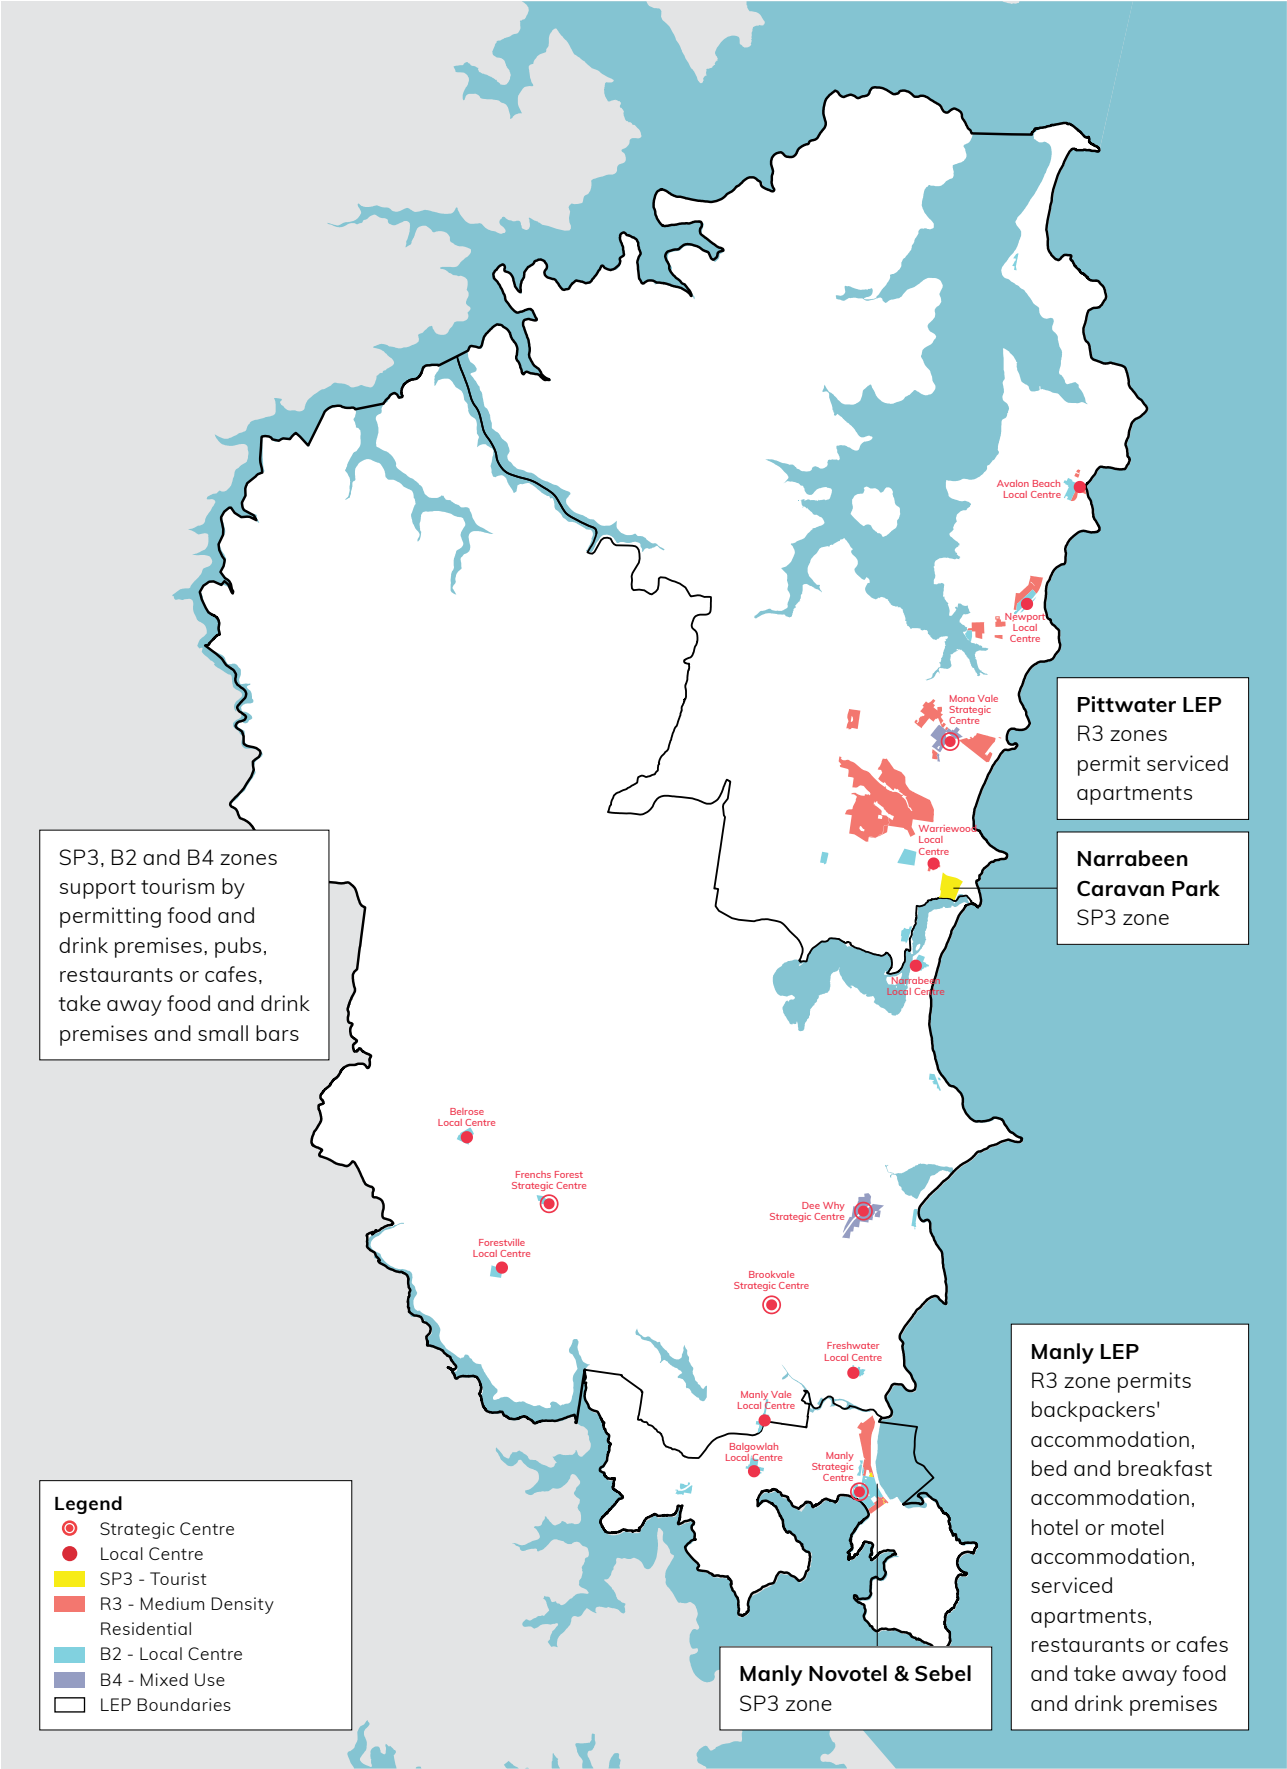 Avalon Beach
Local Centre
Newport
Local
Centre
Mona Vale
Strategic
Centre
Pittwater LEP
R3 zones
permit serviced
apartments
Warriewood
Local
Centre
Narrabeen
Caravan Park
SP3 zone
SP3, B2 and B4 zones
support tourism by
permitting food and
drink premises, pubs,
restaurants or cafes,
take away food and drink
premises and small bars
Narrabeen
Local Centre
Belrose
Local Centre
Frenchs Forest
Strategic Centre
Dee Why
Strategic Centre
Forestville
Local Centre
Brookvale
Strategic Centre
Freshwater
Local Centre
Manly Vale
Local Centre
Balgowlah
Local Centre
Manly
Strategic
Centre
Manly LEP
R3 zone permits
backpackers'
accommodation,
bed and breakfast
accommodation,
hotel or motel
accommodation,
serviced
apartments,
restaurants or cafes
and take away food
and drink premises
Manly Novotel & Sebel
SP3 zone
Legend
Strategic Centre
Local Centre
SP3 - Tourist
R3 - Medium Density
Residential
B2 - Local Centre
B4 - Mixed Use
LEP Boundaries